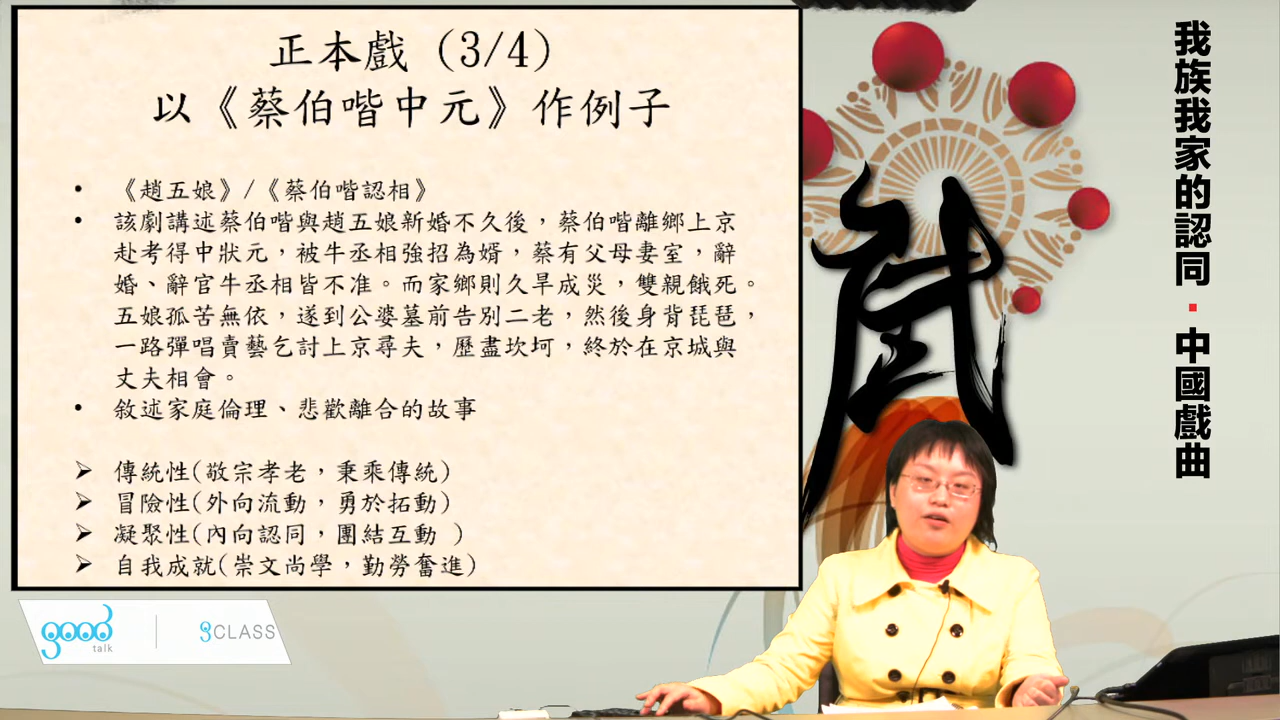 正本戲 (3/4)
以《蔡伯喈中元》作例子
• 《趙五娘》/《蔡伯喈認相》
• 該劇講述蔡伯喈與趙五娘新婚不久後，蔡伯喈離鄉上京
赴考得中狀元，被牛丞相強招為婿，蔡有父母妻室，辭
婚、辭官牛丞相皆不准。而家鄉則久旱成災，雙親餓死。
五娘孤苦無依，遂到公婆墓前告別二老，然後身背琵琶，
一路彈唱賣藝乞討上京尋夫，歷盡坎坷，終於在京城與
丈夫相會。
• 敘述家庭倫理、悲歡離合的故事
➢ 傳統性(敬宗孝老，秉乘傳統)
➢ 冒險性(外向流動，勇於拓動)
➢ 凝聚性(內向認同，團結互動 )
➢ 自我成就(崇文尚學，勤勞奮進)
我族我家的認同·中國戲曲
good
talk
CLASS